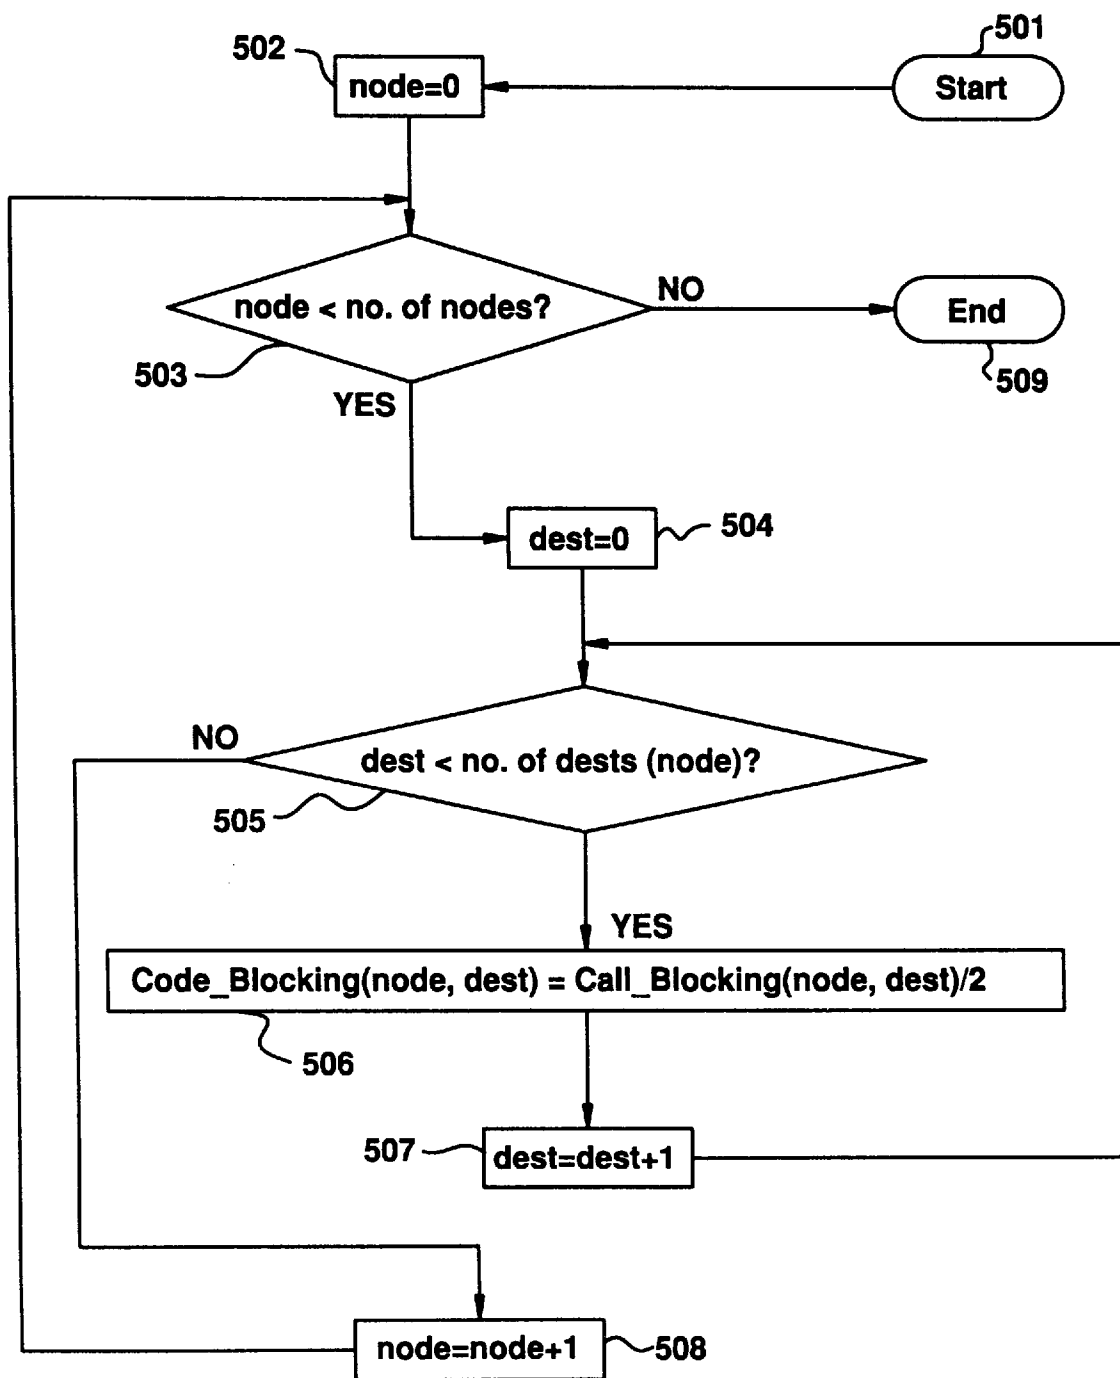 501
502
node=0
Start
node < no. of nodes?
NO
End
503
509
YES
dest=0
504
NO
dest < no. of dests (node)?
505
YES
Code_Blocking(node, dest) = Call_Blocking(node, dest)/2
506
507
dest=dest+1
node=node+1
508